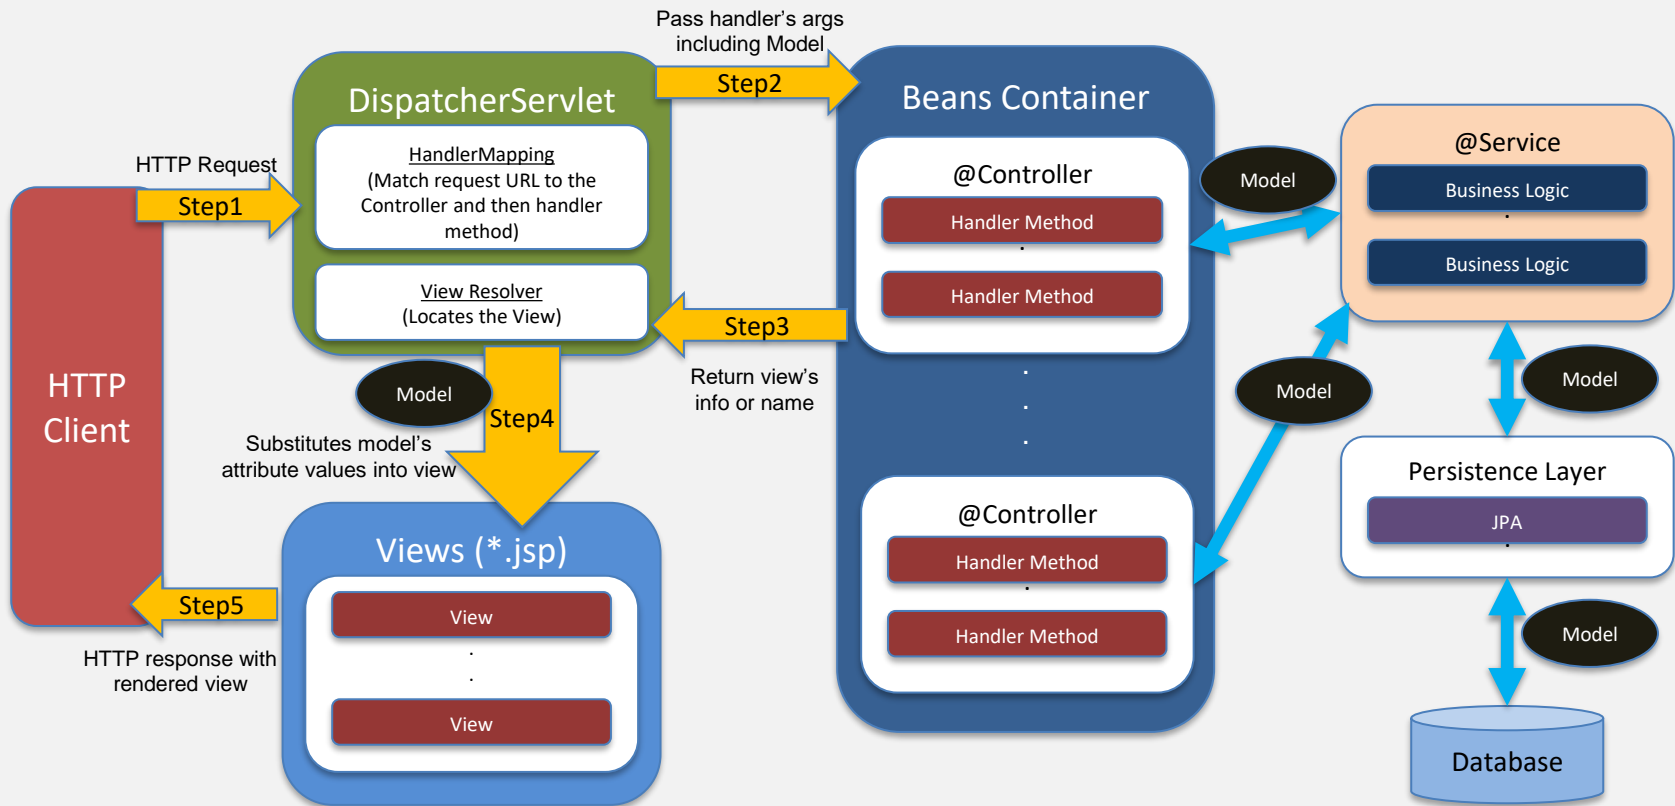 Pass handler's args
including Model
Step2
DispatcherServlet
HandlerMapping
(Match request URL to the
Controller and then handler
method)
View Resolver
(Locates the View)
HTTP Request
Step1
HTTP
Client
Beans Container
@Controller
Handler Method
.
Handler Method
.
.
.
@Controller
Handler Method
.
Handler Method
Model
@Service
Business Logic
.
Business Logic
Step3
Return view's
info or name
Model
Step4
Substitutes model's
attribute values into view
Model
Model
Persistence Layer
JPA
.
Model
Database
Views (*.jsp)
View
.
.
View
Step5
HTTP response with
rendered view